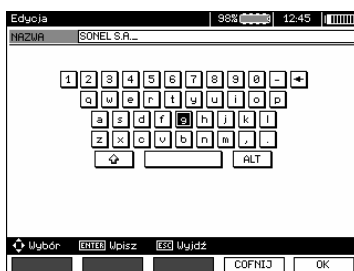 Edycja 98% 12:45
NAZWA SONEL S.A._
1 2 3 4 5 6 7 8 9 0 - ←
q w e r t y u i o p
a s d f g h j k l
z x c v b n m , .
⇧ ALT
Wybór ENTER Wpisz ESC Wyjdź
COFNIJ OK